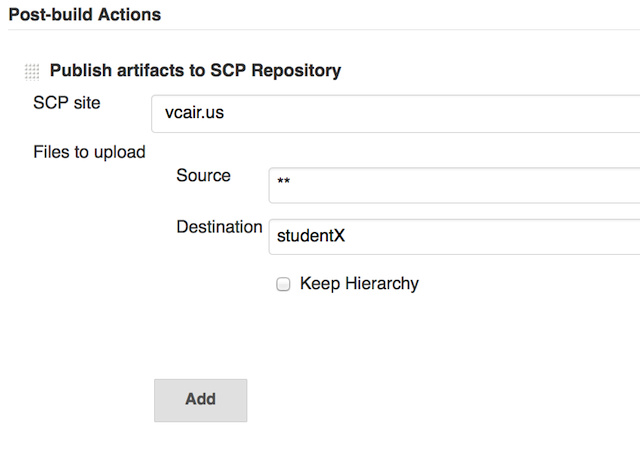 Post-build Actions
Publish artifacts to SCP Repository
SCP site
vcair.us
Files to upload
Source
**
Destination
studentX
Keep Hierarchy
Add